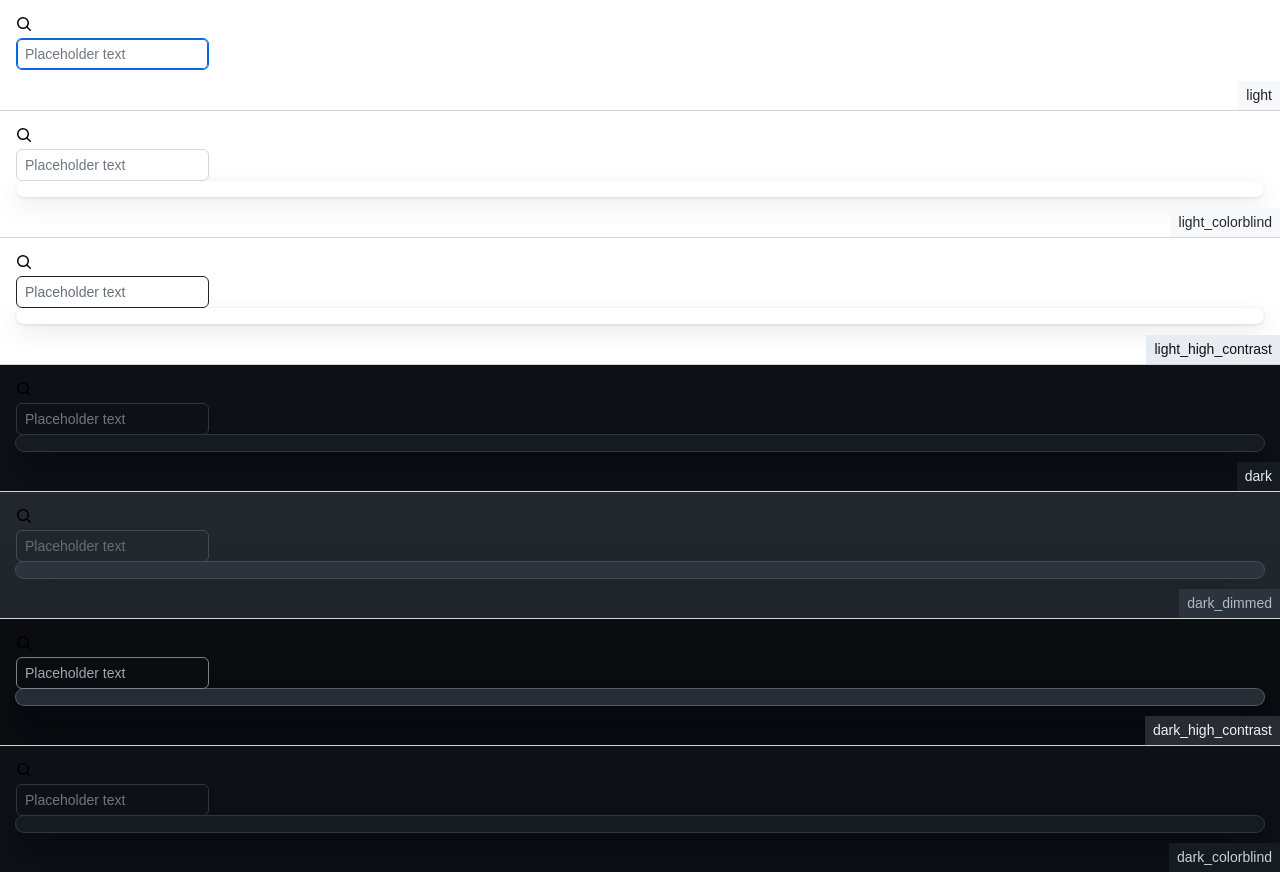 Placeholder text
light
Placeholder text
light_colorblind
Placeholder text
light_high_contrast
Placeholder text
dark
Placeholder text
dark_dimmed
Placeholder text
dark_high_contrast
Placeholder text
dark_colorblind